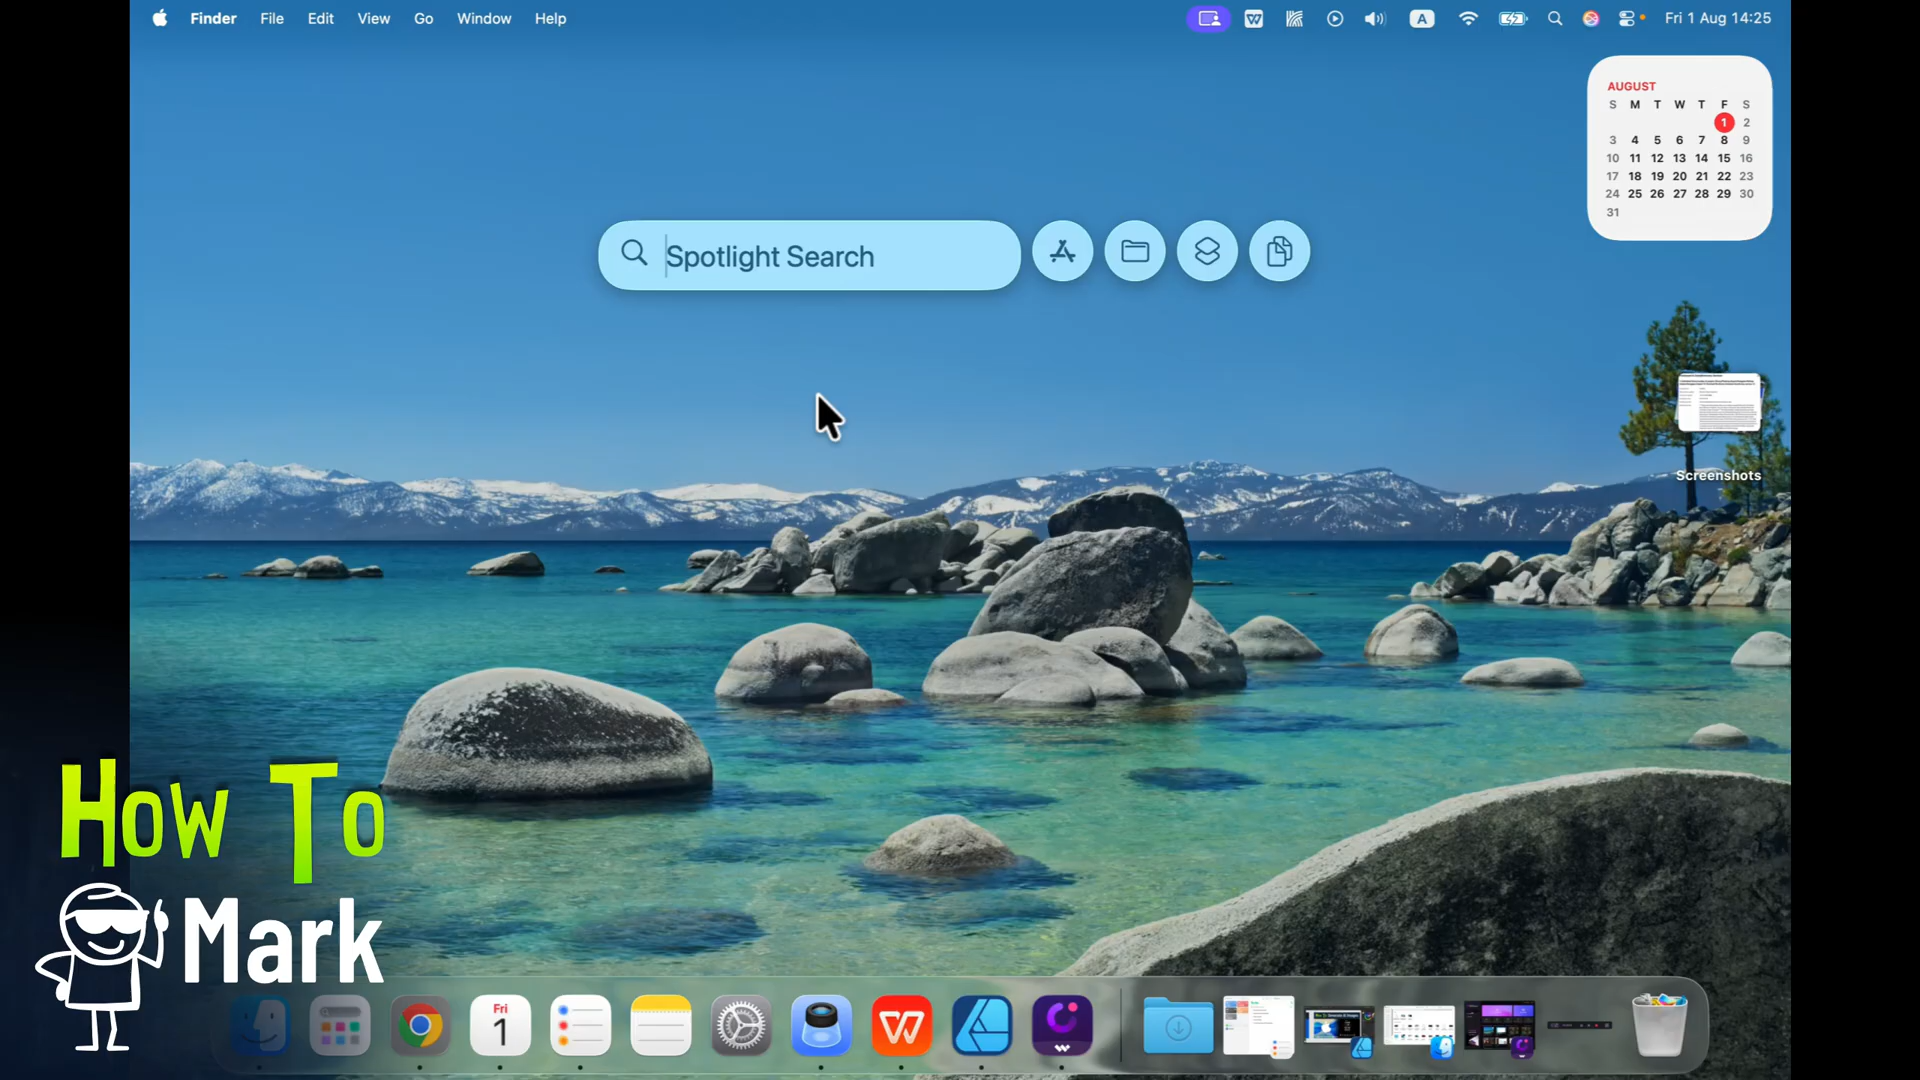 Finder File Edit View Go Window Help
A
Fri 1 Aug 14:25
AUGUST
S M T W T F S
1 2
3 4 5 6 7 8 9
10 11 12 13 14 15 16
17 18 19 20 21 22 23
24 25 26 27 28 29 30
31
Spotlight Search
Screenshots
How To
Mark
Fri
1